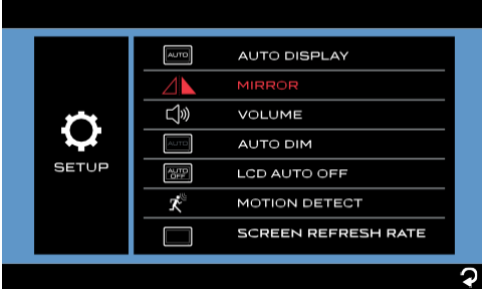 SETUP
AUTO
AUTO DISPLAY
MIRROR
VOLUME
AUTO
AUTO DIM
AUTO
OFF
LCD AUTO OFF
MOTION DETECT
SCREEN REFRESH RATE